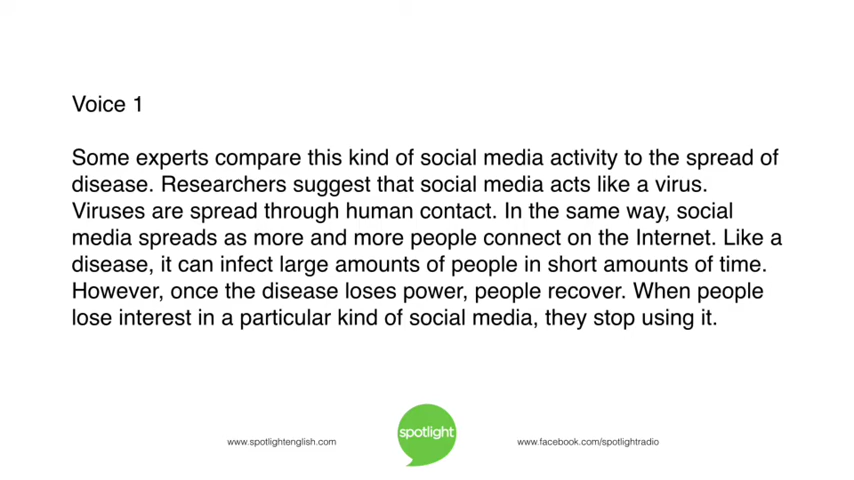 Voice 1
Some experts compare this kind of social media activity to the spread of
disease. Researchers suggest that social media acts like a virus.
Viruses are spread through human contact. In the same way, social
media spreads as more and more people connect on the Internet. Like a
disease, it can infect large amounts of people in short amounts of time.
However, once the disease loses power, people recover. When people
lose interest in a particular kind of social media, they stop using it.
www.spotlightenglish.com
spotlight
www.facebook.com/spotlightradio